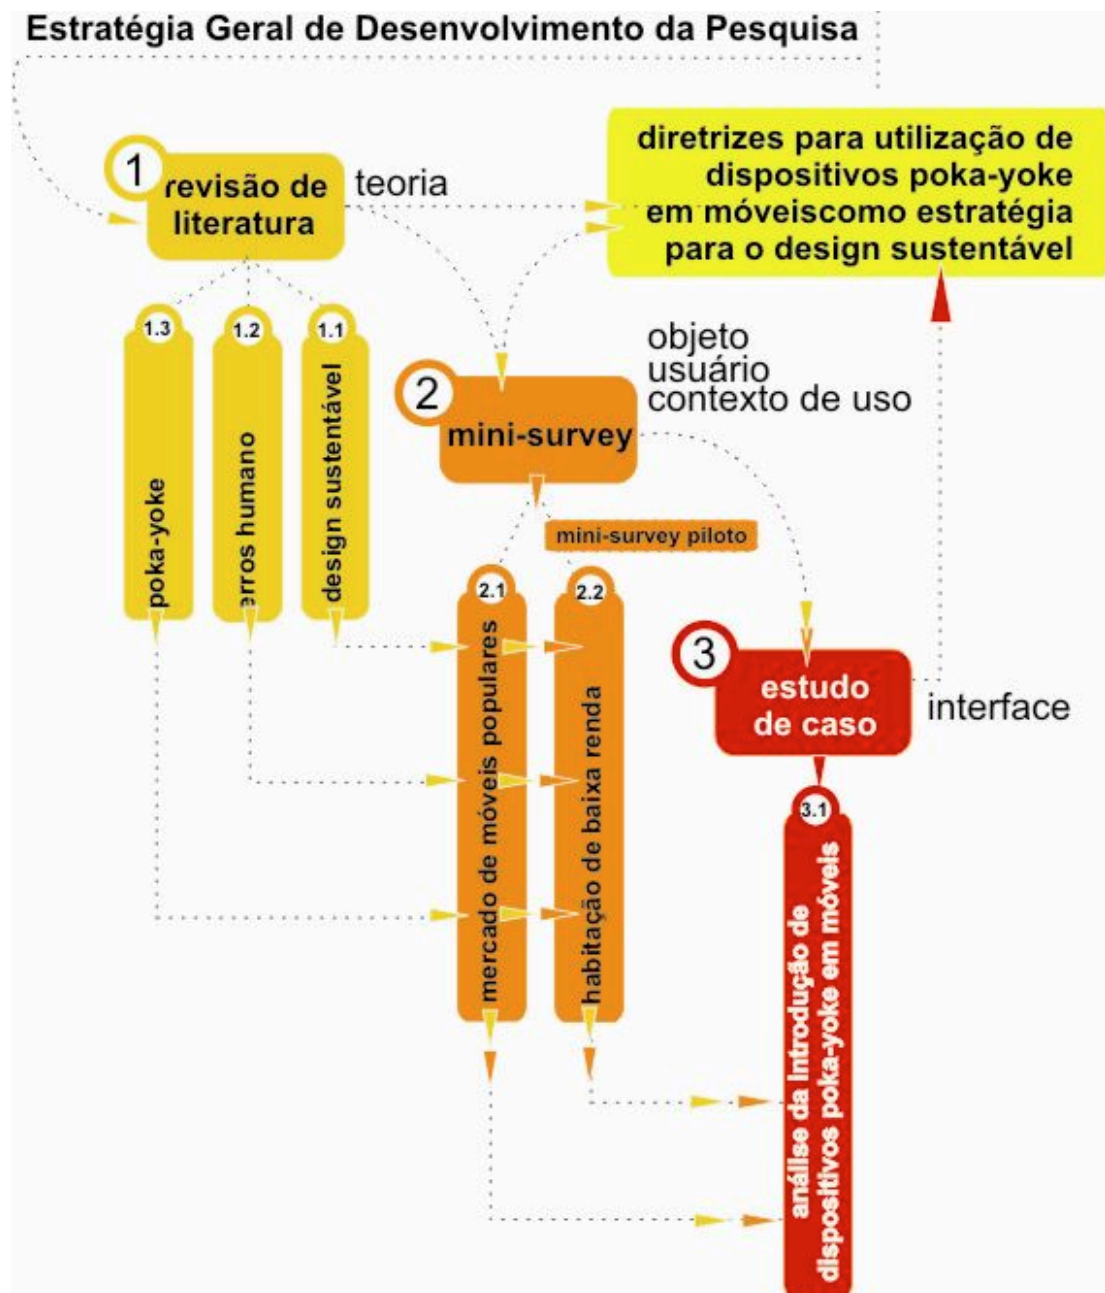 Estratégia Geral de Desenvolvimento da Pesquisa
1
revisão de
literatura
teoria
diretrizes para utilização de
dispositivos poka-yoke
em móveiscomo estratégia
para o design sustentável
1.3
poka-yoke
1.2
erros humano
1.1
design sustentável
2
mini-survey
objeto
usuário
contexto de uso
mini-survey piloto
2.1
mercado de móveis populares
2.2
habitação de baixa renda
3
estudo
de caso
interface
3.1
análise da introdução de
dispositivos poka-yoke em móveis